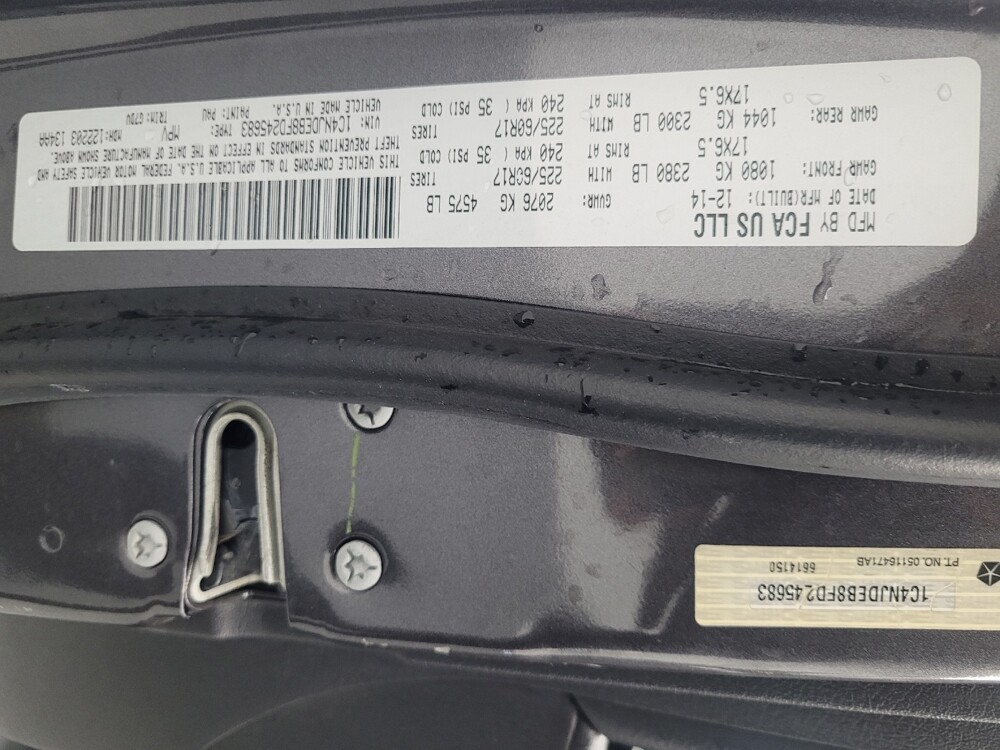 MFD BY FCA US LLC
DATE OF MFR(BUILT): 12-14 GVWR: 2076 KG 4575 LB
GAWR FRONT: WITH TIRES
1080 KG 2380 LB 225/60R17
RIMS AT COLD
17X6.5 240 KPA ( 35 PSI)
GAWR REAR: WITH TIRES
1044 KG 2300 LB 225/60R17
RIMS AT COLD
17X6.5 240 KPA ( 35 PSI)
THIS VEHICLE CONFORMS TO ALL APPLICABLE U.S.A. FEDERAL MOTOR VEHICLE SAFETY AND
THEFT PREVENTION STANDARDS IN EFFECT ON THE DATE OF MANUFACTURE SHOWN ABOVE.
VIN: 1C4NJDEB8FD245683 TYPE: MPV MDH: 122203 134AA
VEHICLE MADE IN U.S.A. PAINT: PAU TRIM: G7DV
1C4NJDEB8FD245683
6614150
PT. NO. 05116471AB